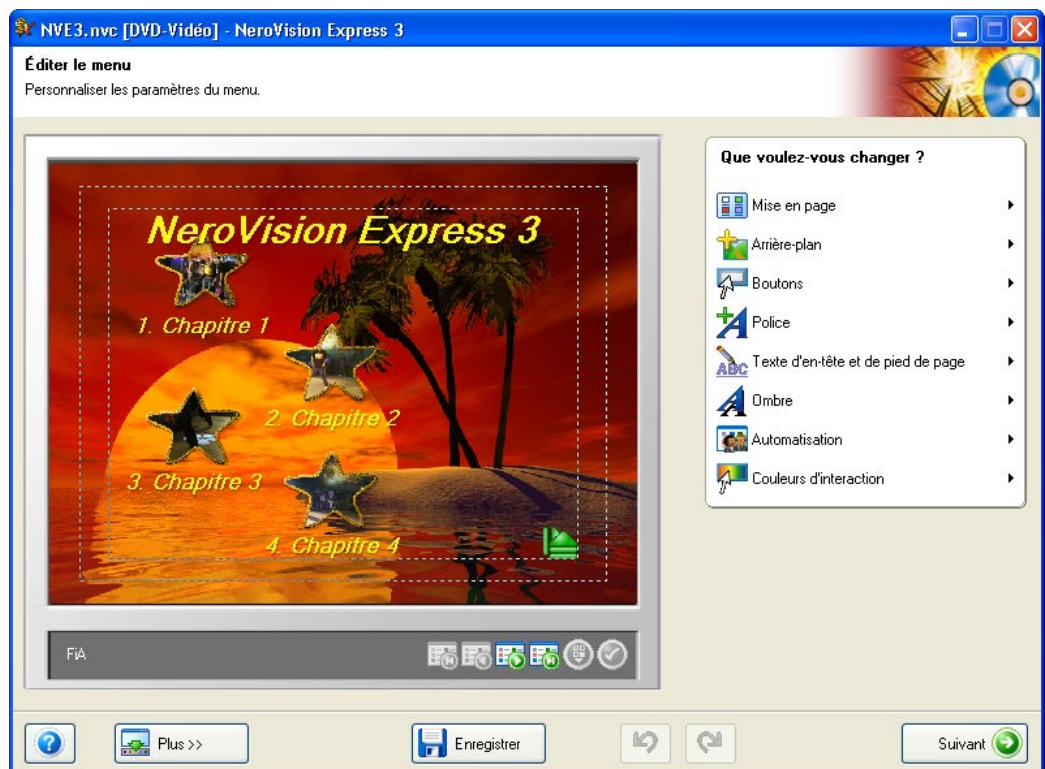 NVE3.nvc [DVD-Vidéo] - NeroVision Express 3
Éditer le menu
Personnaliser les paramètres du menu.
Que voulez-vous changer ?
Mise en page
Arrière-plan
Boutons
Police
ABC Texte d'en-tête et de pied de page
Ombre
Automatisation
Couleurs d'interaction
NeroVision Express 3
1. Chapitre 1
2. Chapitre 2
3. Chapitre 3
4. Chapitre 4
FiA
Plus >>
Enregistrer
Suivant